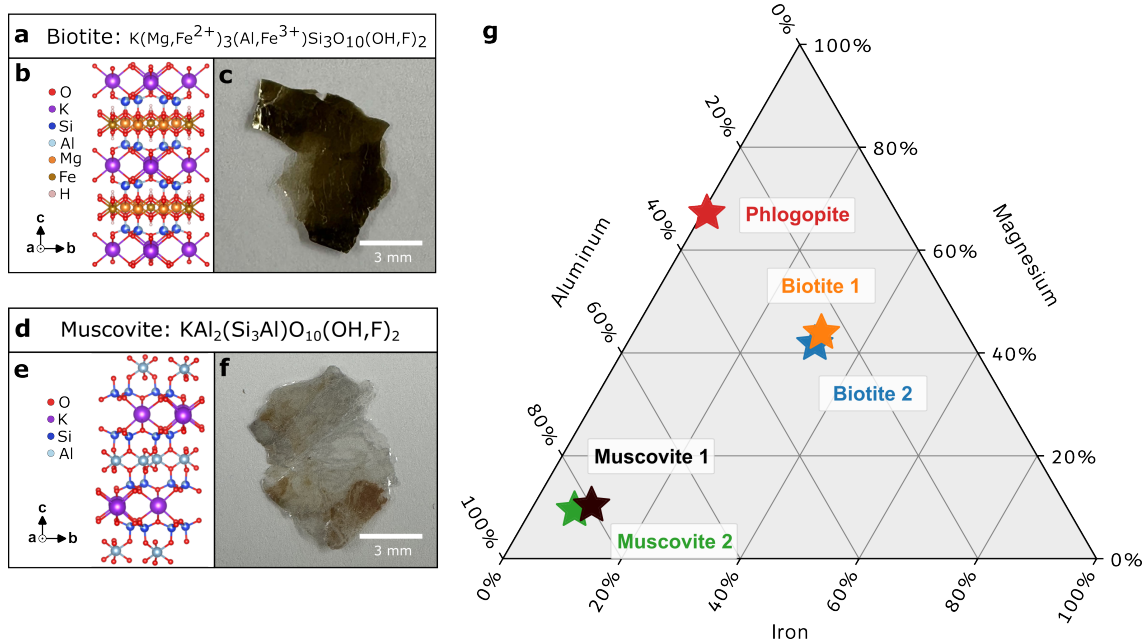 a Biotite: K(Mg,Fe²⁺)₃(Al,Fe³⁺)Si₃O₁₀(OH,F)₂
b
O
K
Si
Al
Mg
Fe
H
c
a b
c
3 mm
d Muscovite: KAl₂(Si₃Al)O₁₀(OH,F)₂
e
O
K
Si
Al
c
a b
f
3 mm
g
0%
20%
40%
60%
80%
100%
Aluminum
100%
80%
60%
40%
20%
0%
Magnesium
Phlogopite
Biotite 1
Biotite 2
Muscovite 1
Muscovite 2
0%
20%
40%
60%
80%
100%
Iron